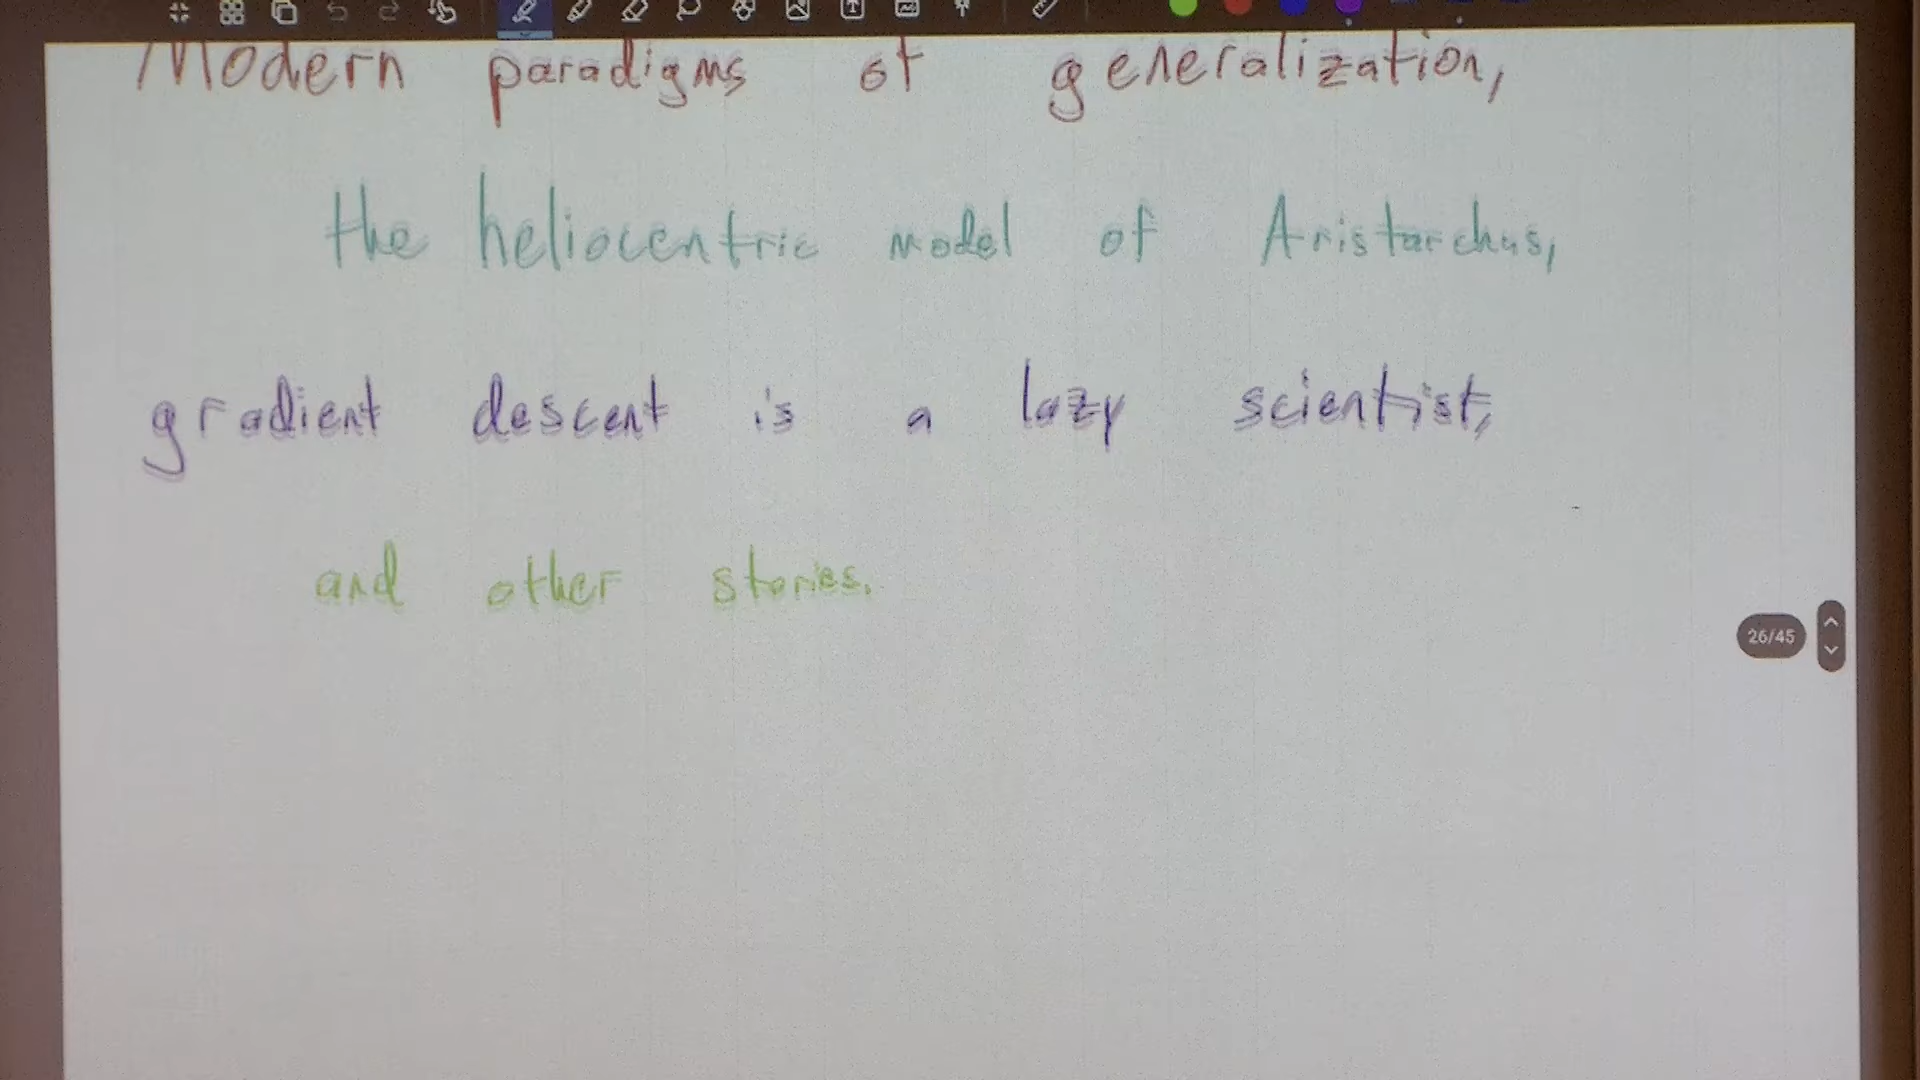 Modern paradigms of generalization,
the heliocentric model of Aristarchus,
gradient descent is a lazy scientist,
and other stories.
26/45